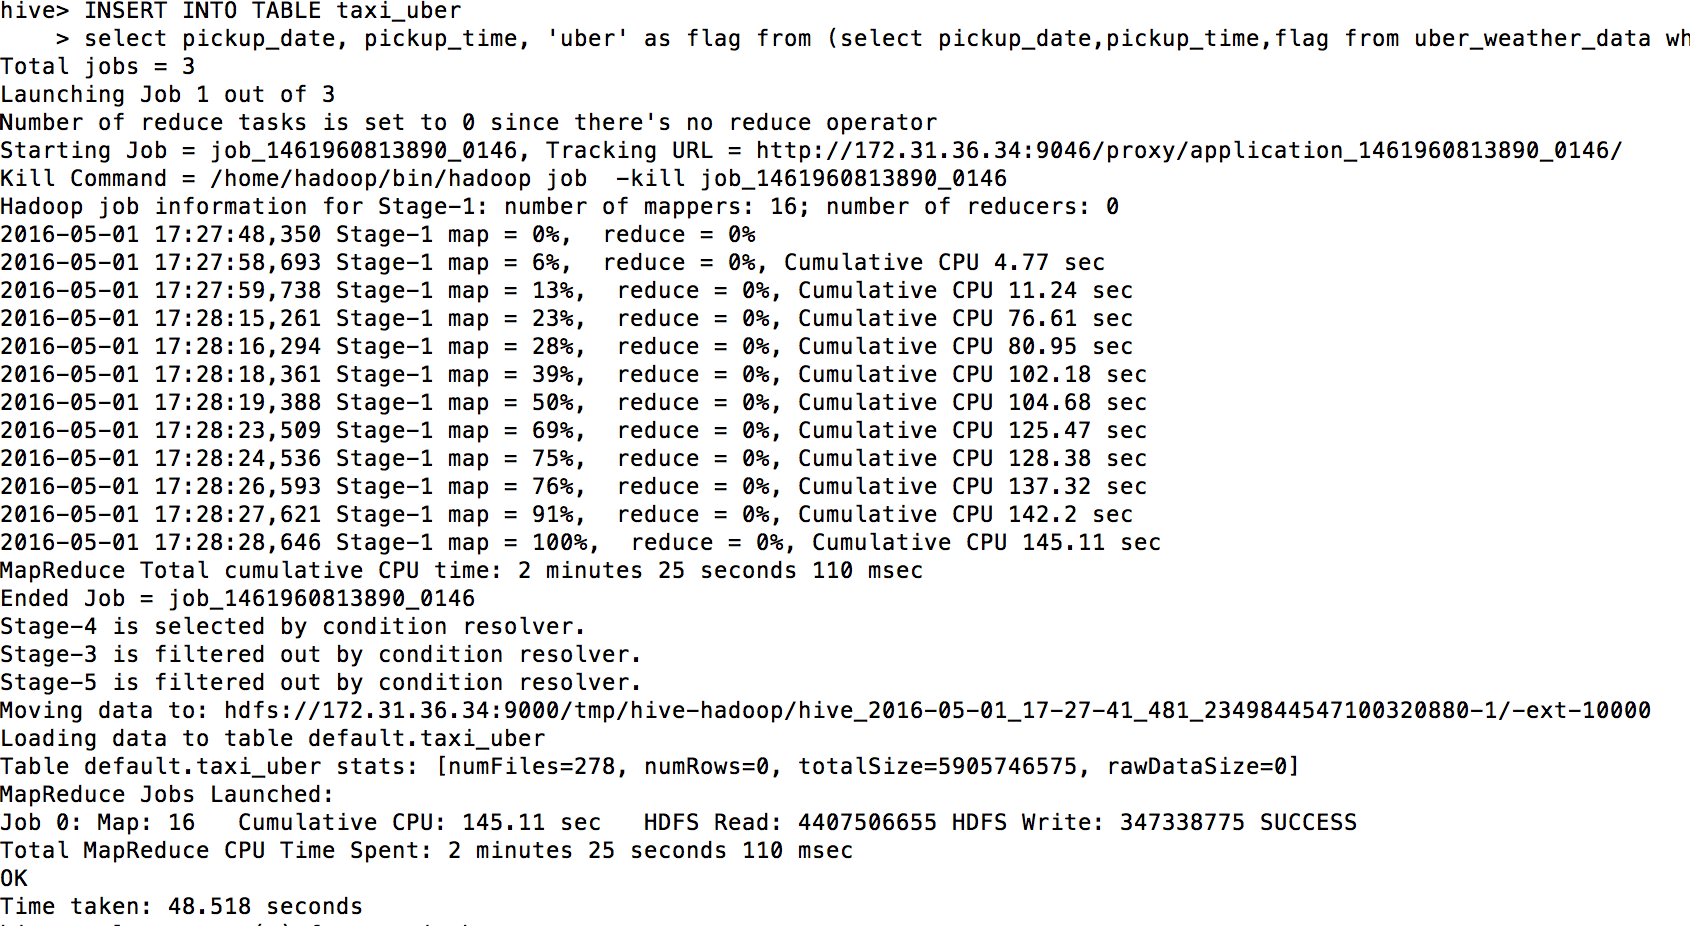 hive> INSERT INTO TABLE taxi_uber
    > select pickup_date, pickup_time, 'uber' as flag from (select pickup_date,pickup_time,flag from uber_weather_data wh
Total jobs = 3
Launching Job 1 out of 3
Number of reduce tasks is set to 0 since there's no reduce operator
Starting Job = job_1461960813890_0146, Tracking URL = http://172.31.36.34:9046/proxy/application_1461960813890_0146/
Kill Command = /home/hadoop/bin/hadoop job  -kill job_1461960813890_0146
Hadoop job information for Stage-1: number of mappers: 16; number of reducers: 0
2016-05-01 17:27:48,350 Stage-1 map = 0%,  reduce = 0%
2016-05-01 17:27:58,693 Stage-1 map = 6%,  reduce = 0%, Cumulative CPU 4.77 sec
2016-05-01 17:27:59,738 Stage-1 map = 13%,  reduce = 0%, Cumulative CPU 11.24 sec
2016-05-01 17:28:15,261 Stage-1 map = 23%,  reduce = 0%, Cumulative CPU 76.61 sec
2016-05-01 17:28:16,294 Stage-1 map = 28%,  reduce = 0%, Cumulative CPU 80.95 sec
2016-05-01 17:28:18,361 Stage-1 map = 39%,  reduce = 0%, Cumulative CPU 102.18 sec
2016-05-01 17:28:19,388 Stage-1 map = 50%,  reduce = 0%, Cumulative CPU 104.68 sec
2016-05-01 17:28:23,509 Stage-1 map = 69%,  reduce = 0%, Cumulative CPU 125.47 sec
2016-05-01 17:28:24,536 Stage-1 map = 75%,  reduce = 0%, Cumulative CPU 128.38 sec
2016-05-01 17:28:26,593 Stage-1 map = 76%,  reduce = 0%, Cumulative CPU 137.32 sec
2016-05-01 17:28:27,621 Stage-1 map = 91%,  reduce = 0%, Cumulative CPU 142.2 sec
2016-05-01 17:28:28,646 Stage-1 map = 100%,  reduce = 0%, Cumulative CPU 145.11 sec
MapReduce Total cumulative CPU time: 2 minutes 25 seconds 110 msec
Ended Job = job_1461960813890_0146
Stage-4 is selected by condition resolver.
Stage-3 is filtered out by condition resolver.
Stage-5 is filtered out by condition resolver.
Moving data to: hdfs://172.31.36.34:9000/tmp/hive-hadoop/hive_2016-05-01_17-27-41_481_2349844547100320880-1/-ext-10000
Loading data to table default.taxi_uber
Table default.taxi_uber stats: [numFiles=278, numRows=0, totalSize=5905746575, rawDataSize=0]
MapReduce Jobs Launched:
Job 0: Map: 16   Cumulative CPU: 145.11 sec   HDFS Read: 4407506655 HDFS Write: 347338775 SUCCESS
Total MapReduce CPU Time Spent: 2 minutes 25 seconds 110 msec
OK
Time taken: 48.518 seconds